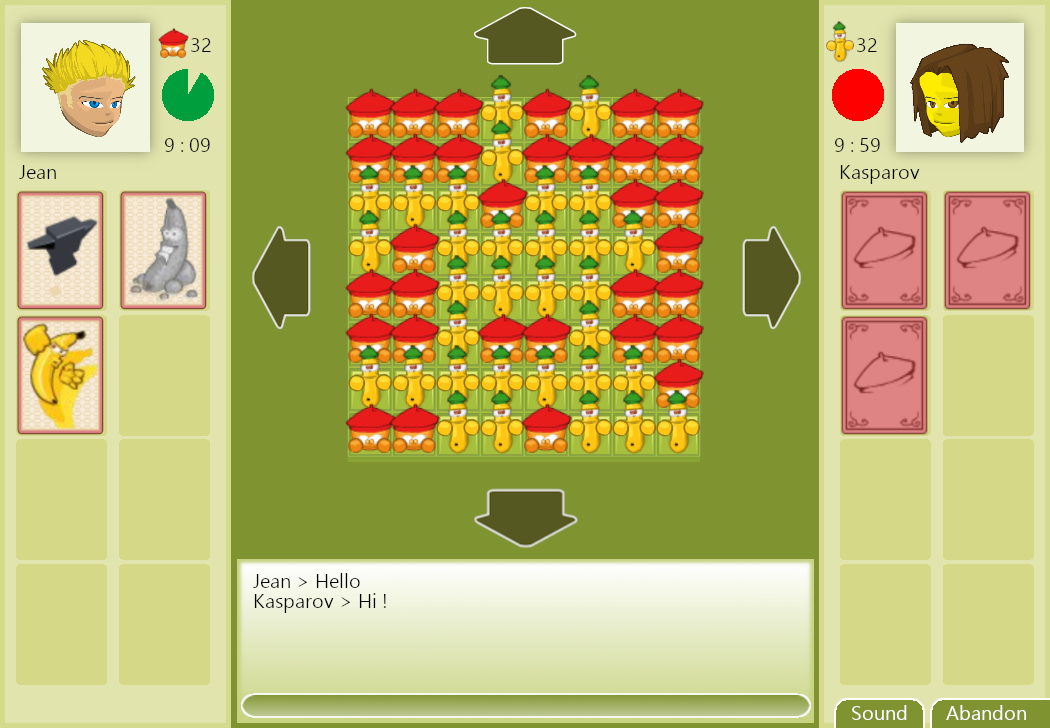 32
9 : 09
Jean
32
9 : 59
Kasparov
Jean > Hello
Kasparov > Hi !
Sound
Abandon